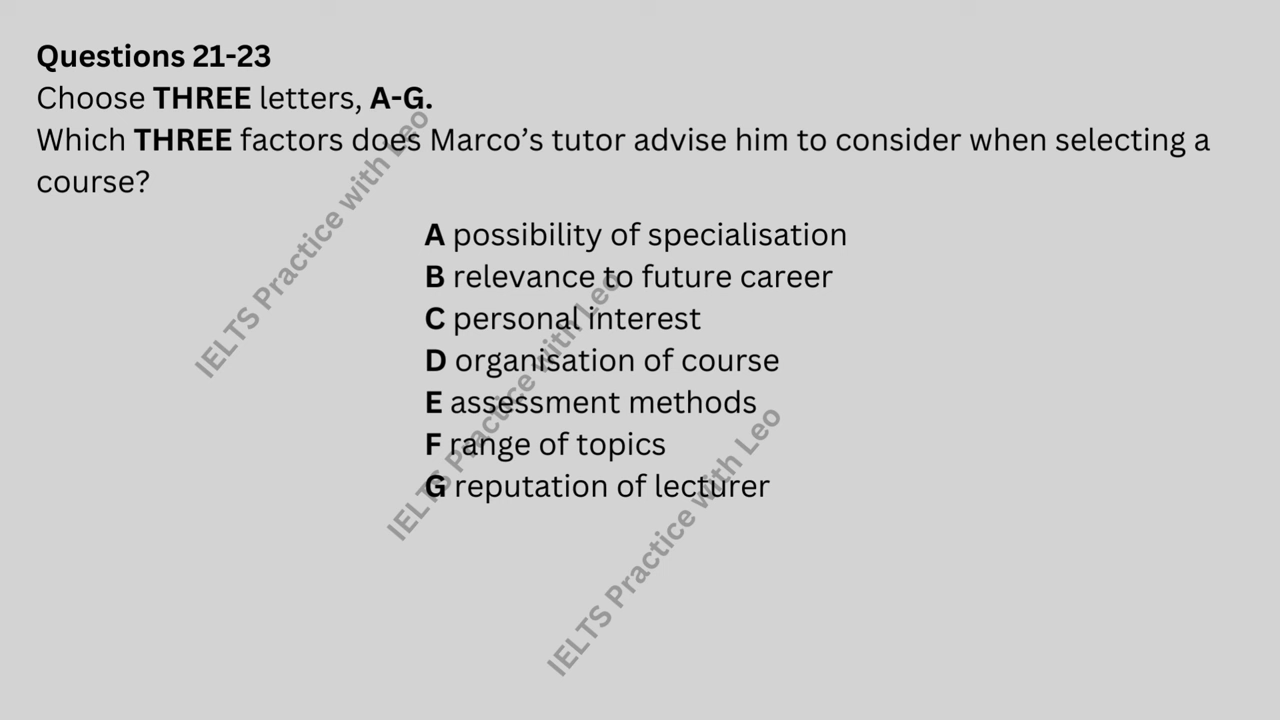 Questions 21-23
Choose THREE letters, A-G.
Which THREE factors does Marco’s tutor advise him to consider when selecting a
course?
A possibility of specialisation
B relevance to future career
C personal interest
D organisation of course
E assessment methods
F range of topics
G reputation of lecturer
IELTS Practice with Leo
IELTS Practice with Leo
IELTS Practice with Leo